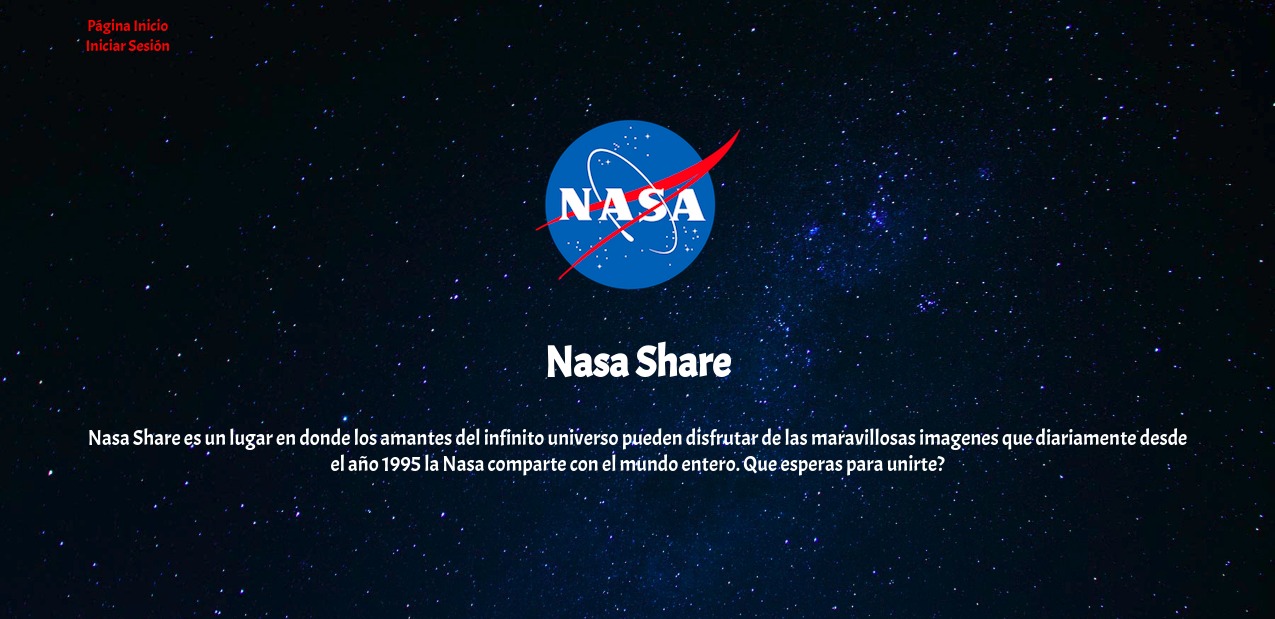 Página Inicio
Iniciar Sesión
NASA
Nasa Share
Nasa Share es un lugar en donde los amantes del infinito universo pueden disfrutar de las maravillosas imagenes que diariamente desde
el año 1995 la Nasa comparte con el mundo entero. Que esperas para unirte?